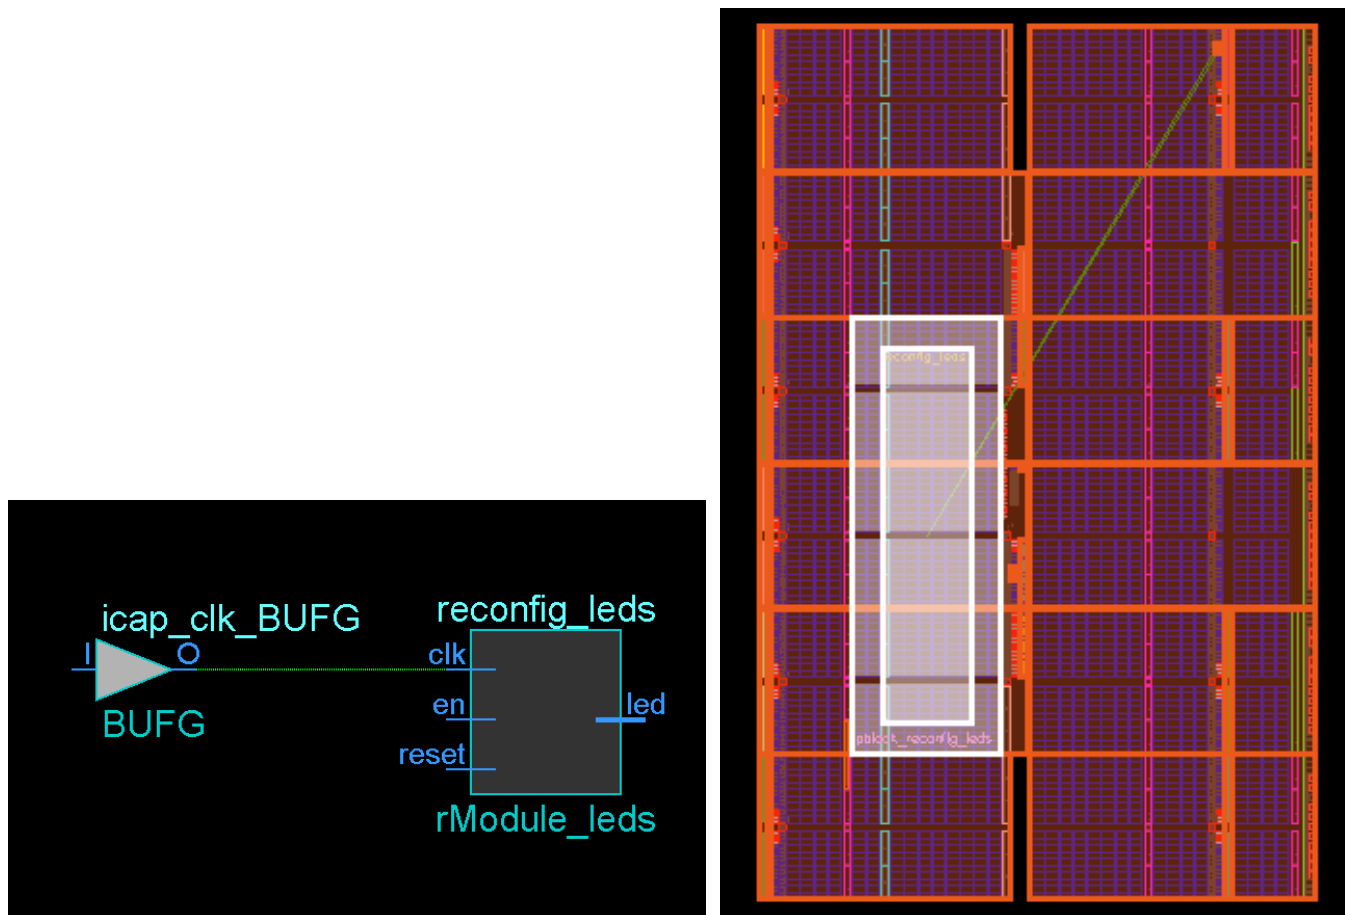 icap_clk_BUFG
I
O
BUFG
reconfig_leds
clk
en
reset
led
rModule_leds
reconfig_leds
pblock_reconfig_leds